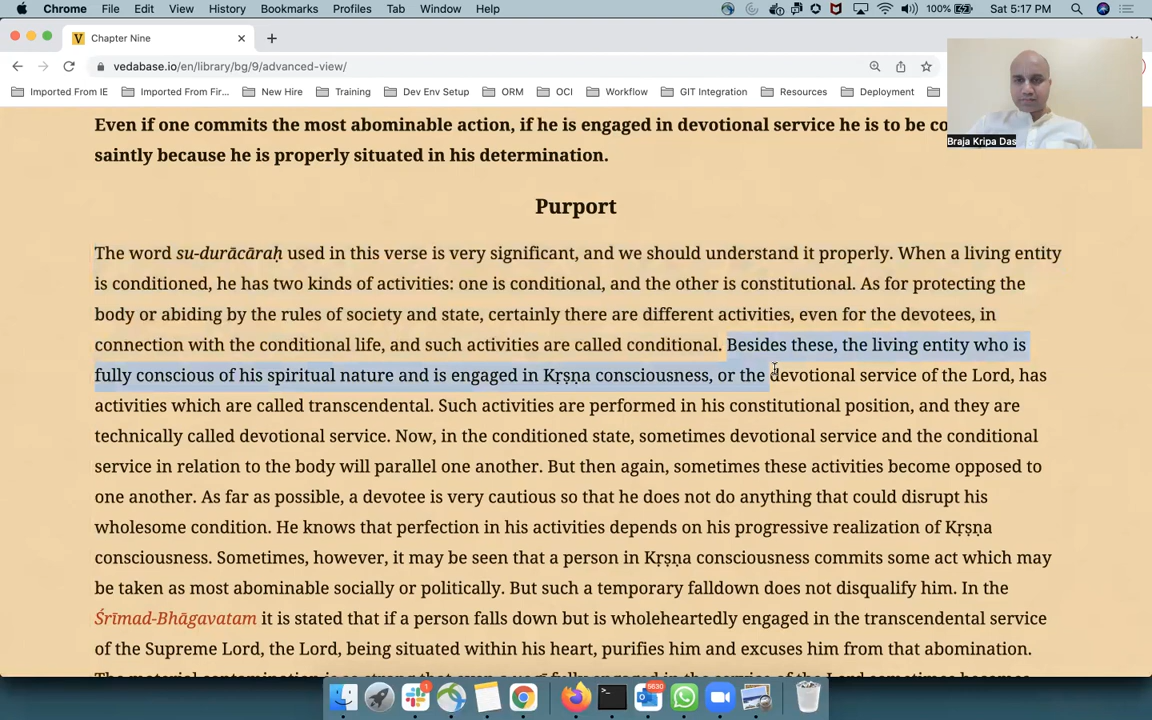 Chrome File Edit View History Bookmarks Profiles Tab Window Help 100% Sat 5:17 PM
Chapter Nine
vedabase.io/en/library/bg/9/advanced-view/
Imported From IE Imported From Fir... New Hire Training Dev Env Setup ORM OCI Workflow GIT Integration Resources Deployment
Braja Kripa Das
Even if one commits the most abominable action, if he is engaged in devotional service he is to be co
saintly because he is properly situated in his determination.
Purport
The word su-durācāraḥ used in this verse is very significant, and we should understand it properly. When a living entity
is conditioned, he has two kinds of activities: one is conditional, and the other is constitutional. As for protecting the
body or abiding by the rules of society and state, certainly there are different activities, even for the devotees, in
connection with the conditional life, and such activities are called conditional. Besides these, the living entity who is
fully conscious of his spiritual nature and is engaged in Kṛṣṇa consciousness, or the devotional service of the Lord, has
activities which are called transcendental. Such activities are performed in his constitutional position, and they are
technically called devotional service. Now, in the conditioned state, sometimes devotional service and the conditional
service in relation to the body will parallel one another. But then again, sometimes these activities become opposed to
one another. As far as possible, a devotee is very cautious so that he does not do anything that could disrupt his
wholesome condition. He knows that perfection in his activities depends on his progressive realization of Kṛṣṇa
consciousness. Sometimes, however, it may be seen that a person in Kṛṣṇa consciousness commits some act which may
be taken as most abominable socially or politically. But such a temporary falldown does not disqualify him. In the
Śrīmad-Bhāgavatam it is stated that if a person falls down but is wholeheartedly engaged in the transcendental service
of the Supreme Lord, the Lord, being situated within his heart, purifies him and excuses him from that abomination.
1
5630